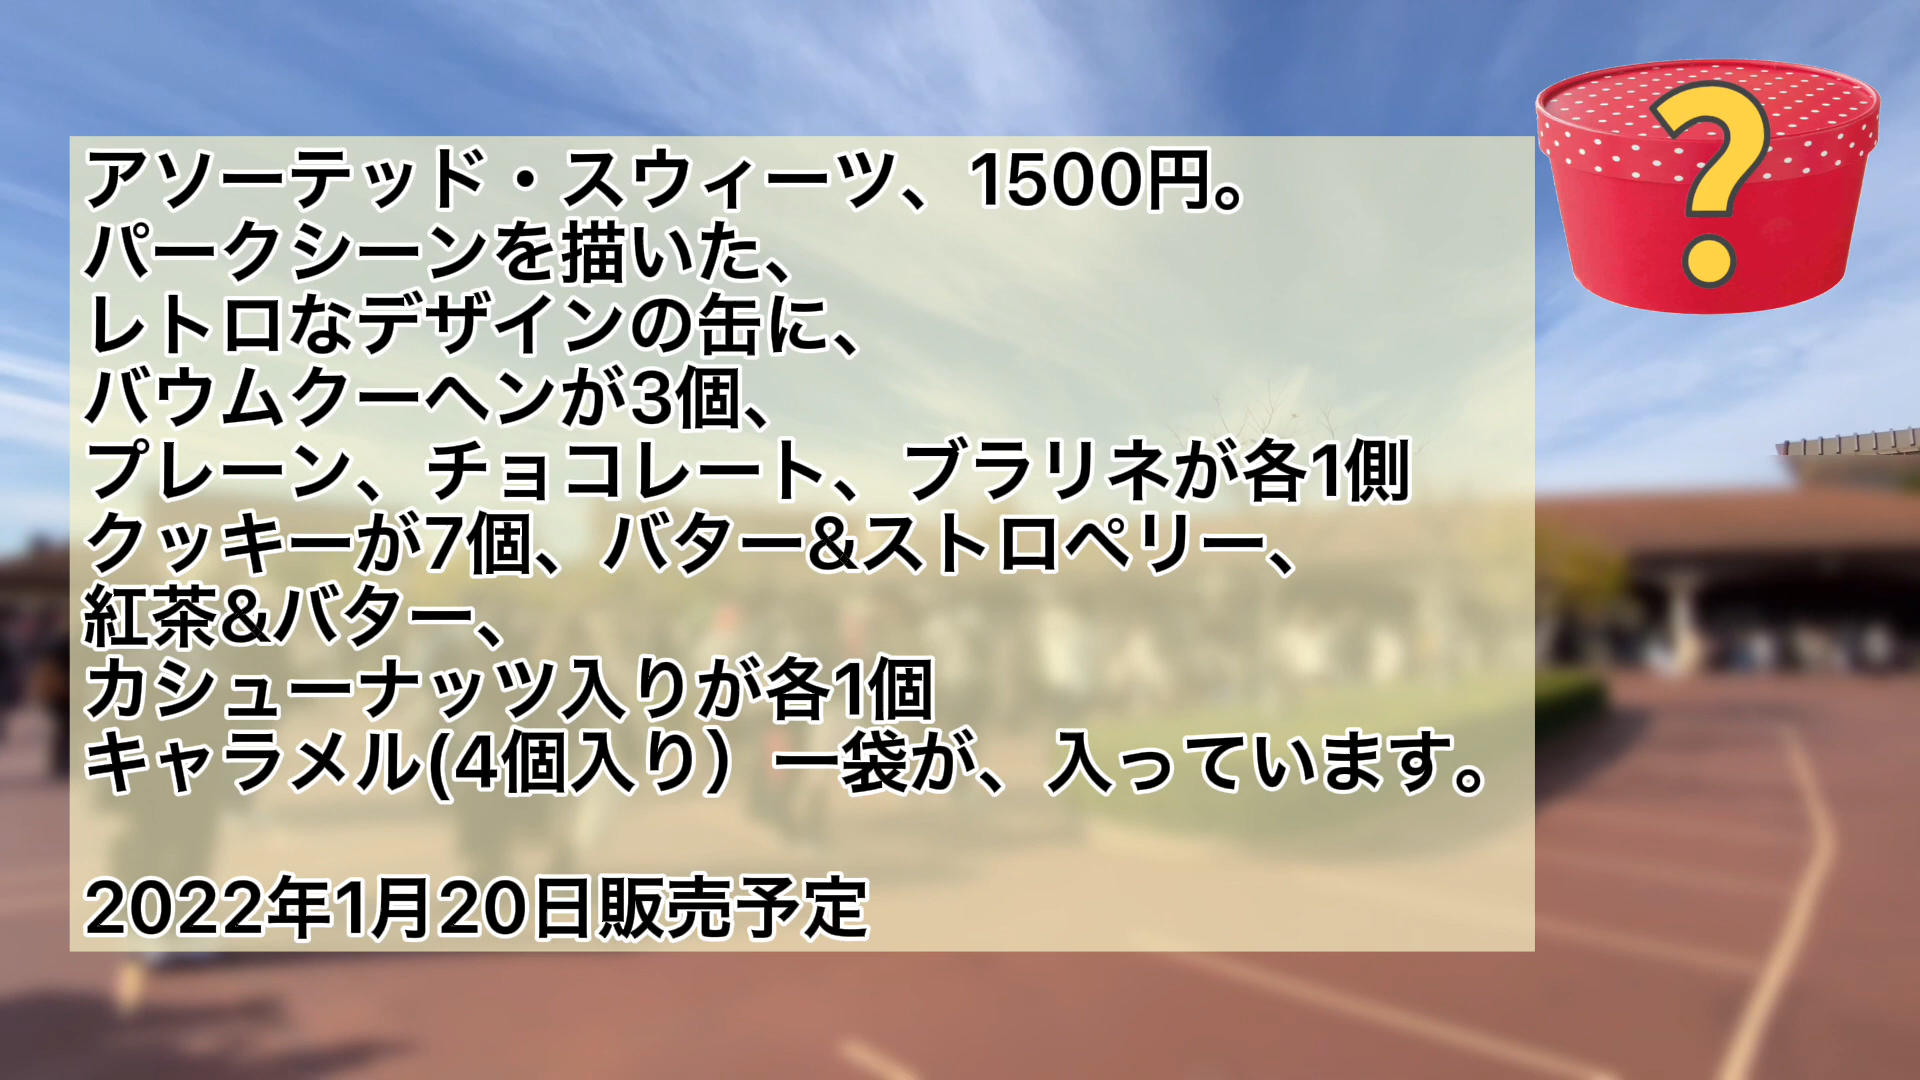 アソーテッド・スウィーツ、1500円。
パークシーンを描いた、
レトロなデザインの缶に、
バウムクーヘンが3個、
プレーン、チョコレート、ブラリネが各1側
クッキーが7個、バター&ストロペリー、
紅茶&バター、
カシューナッツ入りが各1個
キャラメル(4個入り）一袋が、入っています。
2022年1月20日販売予定
?